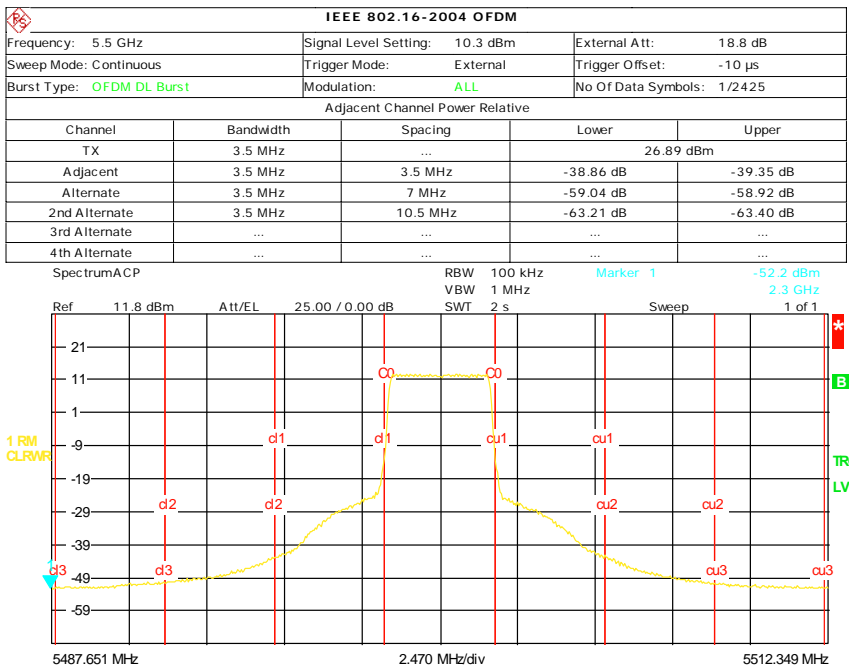 R&S
IEEE 802.16-2004 OFDM
Frequency: 5.5 GHz Signal Level Setting: 10.3 dBm External Att: 18.8 dB
Sweep Mode: Continuous Trigger Mode: External Trigger Offset: -10 µs
Burst Type: OFDM DL Burst Modulation: ALL No Of Data Symbols: 1/2425
Adjacent Channel Power Relative
Channel Bandwidth Spacing Lower Upper
TX 3.5 MHz ... 26.89 dBm
Adjacent 3.5 MHz 3.5 MHz -38.86 dB -39.35 dB
Alternate 3.5 MHz 7 MHz -59.04 dB -58.92 dB
2nd Alternate 3.5 MHz 10.5 MHz -63.21 dB -63.40 dB
3rd Alternate ... ... ... ...
4th Alternate ... ... ... ...
SpectrumACP RBW 100 kHz Marker 1 -52.2 dBm
VBW 1 MHz 2.3 GHz
Ref 11.8 dBm Att/EL 25.00 / 0.00 dB SWT 2 s Sweep 1 of 1
*
21
11 C0 C0 B
1
1 RM -9 cl1 cl1 cu1 cu1
CLRWR
TR
-19
LV
-29 cl2 cl2 cu2 cu2
-39
1
-49 cl3 cl3 cu3 cu3
-59
5487.651 MHz 2.470 MHz/div 5512.349 MHz